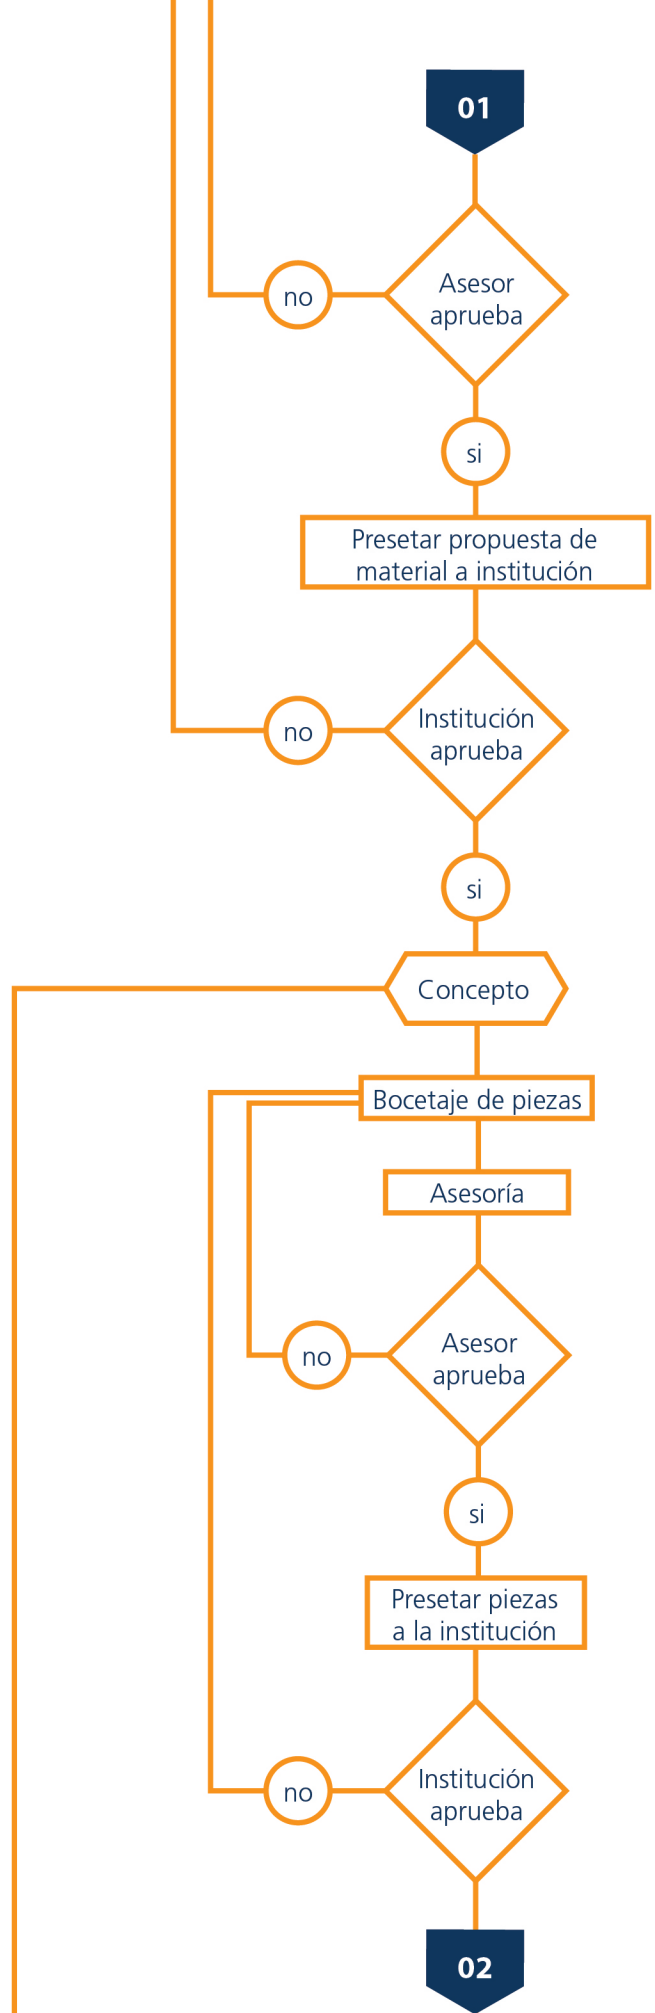 01
Asesor
aprueba
no
si
Presetar propuesta de
material a institución
Institución
aprueba
no
si
Concepto
Bocetaje de piezas
Asesoría
Asesor
aprueba
no
si
Presetar piezas
a la institución
Institución
aprueba
no
02